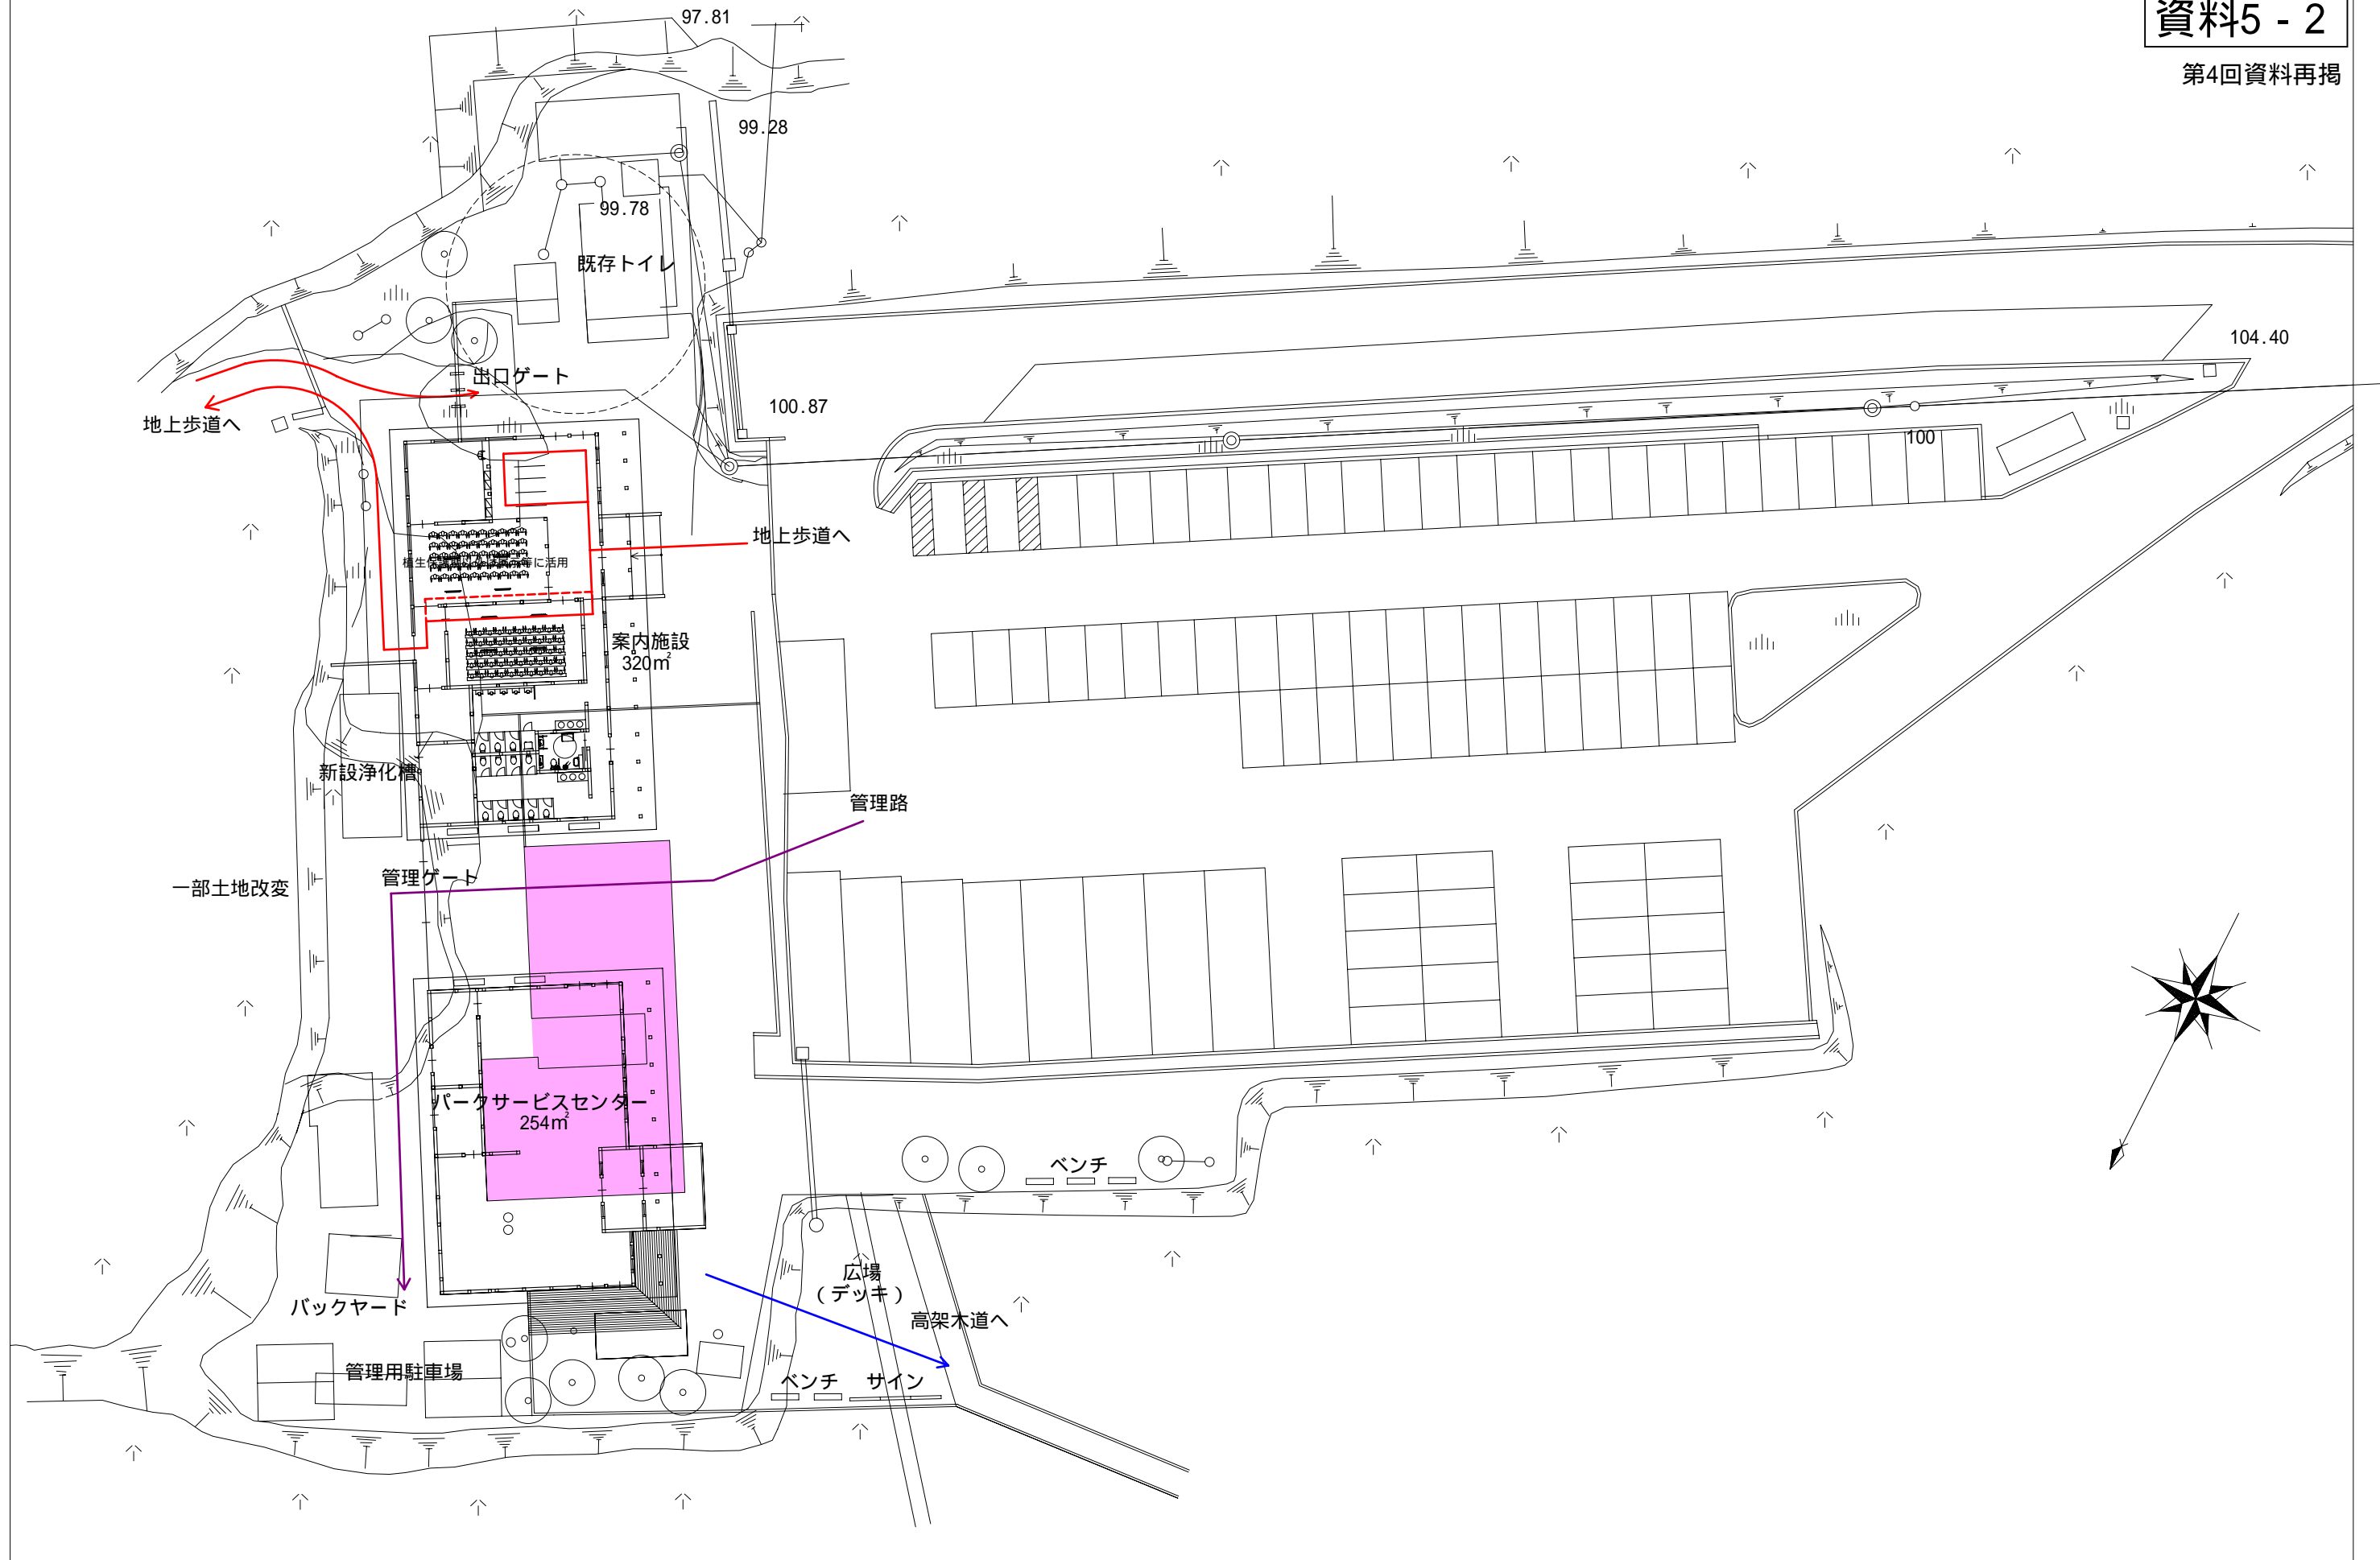 資料5 - 2
第4回資料再掲
97.81
99.28
99.78
既存トイレ
104.40
出口ゲート
100.87
地上歩道へ
100
地上歩道へ
等に活用
案内施設
320㎡
新設浄化槽
管理路
管理ゲート
一部土地改変
パークサービスセンター
254㎡
ベンチ
広場
(デッキ)
バックヤード
高架木道へ
管理用駐車場
ベンチ
サイン